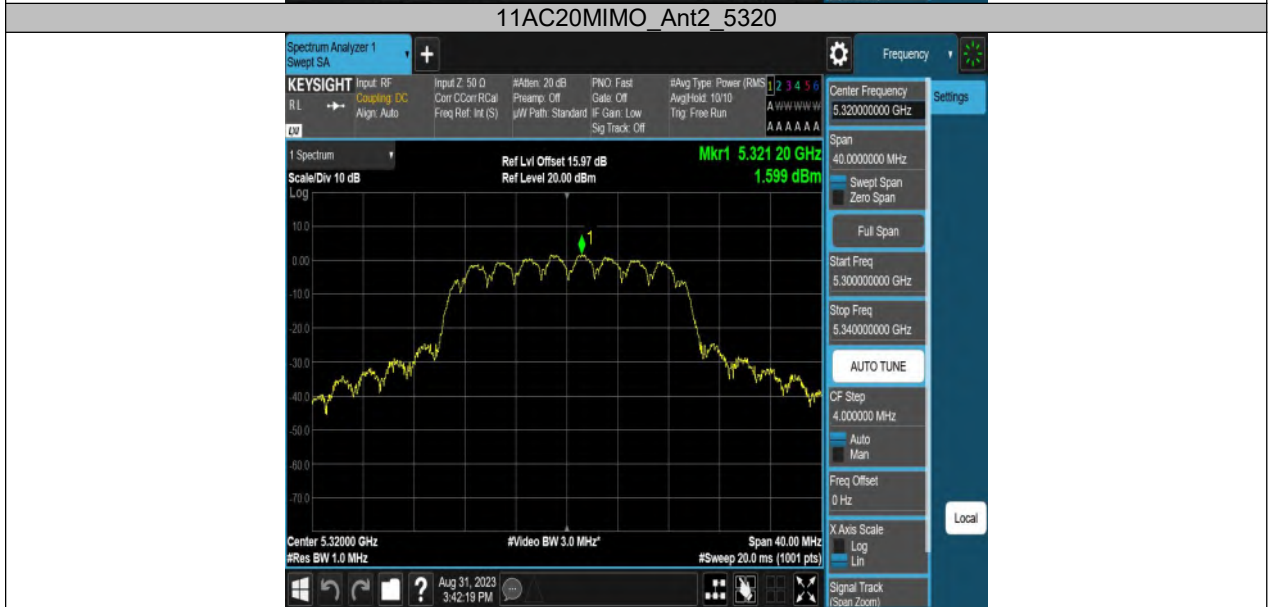 11AC20MIMO_Ant2_5320
Spectrum Analyzer 1
Swept SA
+
Frequency
KEYSIGHT
RL
LXI
Input: RF
Coupling: DC
Align: Auto
Input Z: 50 Ω
Corr CCorr RCal
Freq Ref: Int (S)
#Atten: 20 dB
Preamp: Off
µW Path: Standard
PNO: Fast
Gate: Off
IF Gain: Low
Sig Track: Off
#Avg Type: Power (RMS
Avg|Hold: 10/10
Trig: Free Run
1 2 3 4 5 6
A W W W W W
A A A A A A
1 Spectrum
Scale/Div 10 dB
Log
Ref Lvl Offset 15.97 dB
Ref Level 20.00 dBm
Mkr1 5.321 20 GHz
1.599 dBm
1
10.0
0.00
-10.0
-20.0
-30.0
-40.0
-50.0
-60.0
-70.0
Center 5.32000 GHz
#Res BW 1.0 MHz
#Video BW 3.0 MHz*
Span 40.00 MHz
#Sweep 20.0 ms (1001 pts)
?
Aug 31, 2023
3:42:19 PM
Center Frequency
5.320000000 GHz
Settings
Span
40.0000000 MHz
Swept Span
Zero Span
Full Span
Start Freq
5.300000000 GHz
Stop Freq
5.340000000 GHz
AUTO TUNE
CF Step
4.000000 MHz
Auto
Man
Freq Offset
0 Hz
X Axis Scale
Log
Lin
Local
Signal Track
(Span Zoom)